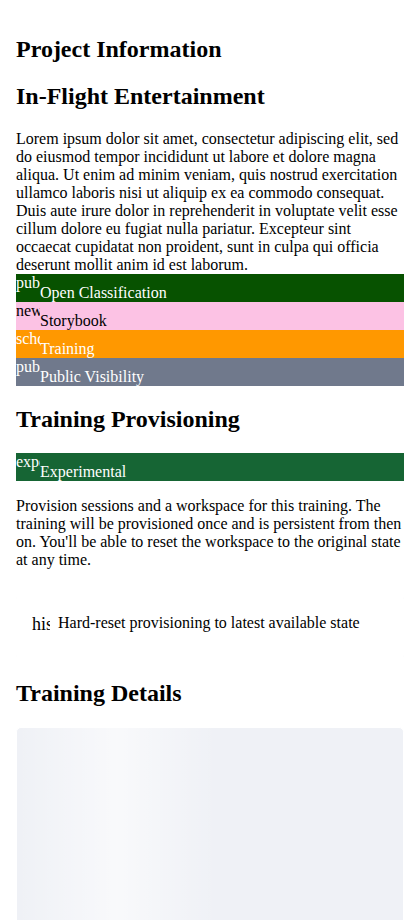 Project Information
In-Flight Entertainment
Lorem ipsum dolor sit amet, consectetur adipiscing elit, sed
do eiusmod tempor incididunt ut labore et dolore magna
aliqua. Ut enim ad minim veniam, quis nostrud exercitation
ullamco laboris nisi ut aliquip ex ea commodo consequat.
Duis aute irure dolor in reprehenderit in voluptate velit esse
cillum dolore eu fugiat nulla pariatur. Excepteur sint
occaecat cupidatat non proident, sunt in culpa qui officia
deserunt mollit anim id est laborum.
pub Open Classification
new Storybook
sch Training
pub Public Visibility
Training Provisioning
exp Experimental
Provision sessions and a workspace for this training. The
training will be provisioned once and is persistent from then
on. You'll be able to reset the workspace to the original state
at any time.
his Hard-reset provisioning to latest available state
Training Details